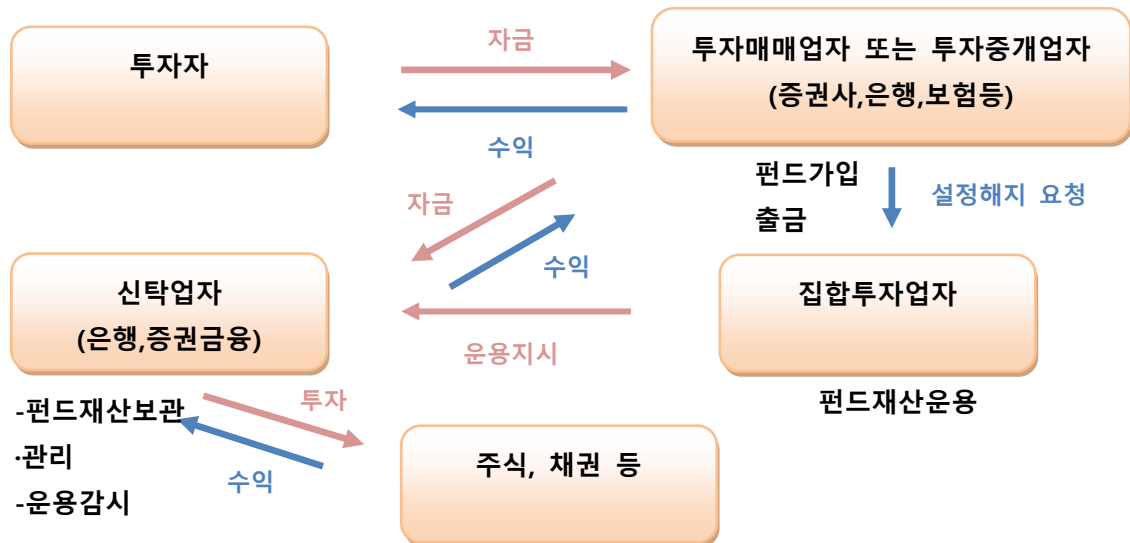 투자자
자금
투자매매업자 또는 투자중개업자
(증권사,은행,보험등)
수익
펀드가입
출금
설정해지 요청
자금
수익
신탁업자
(은행,증권금융)
집합투자업자
운용지시
펀드재산운용
-펀드재산보관
·관리
-운용감시
투자
수익
주식, 채권 등